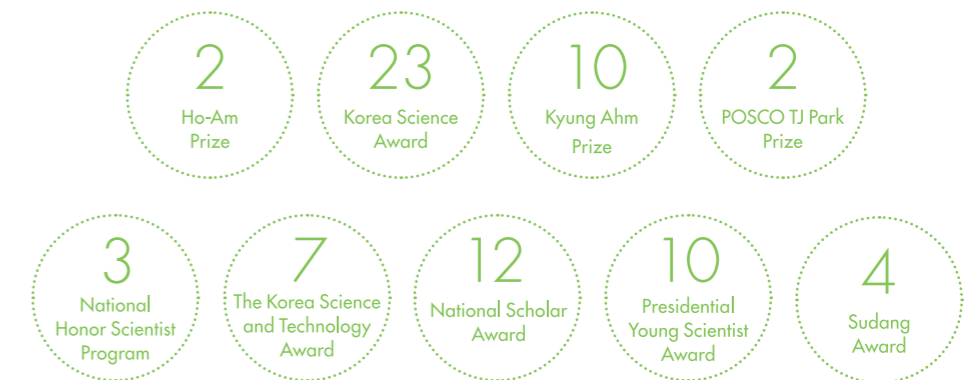 2
Ho-Am
Prize
23
Korea Science
Award
10
Kyung Ahm
Prize
2
POSCO TJ Park
Prize
3
National
Honor Scientist
Program
7
The Korea Science
and Technology
Award
12
National Scholar
Award
10
Presidential
Young Scientist
Award
4
Sudang
Award